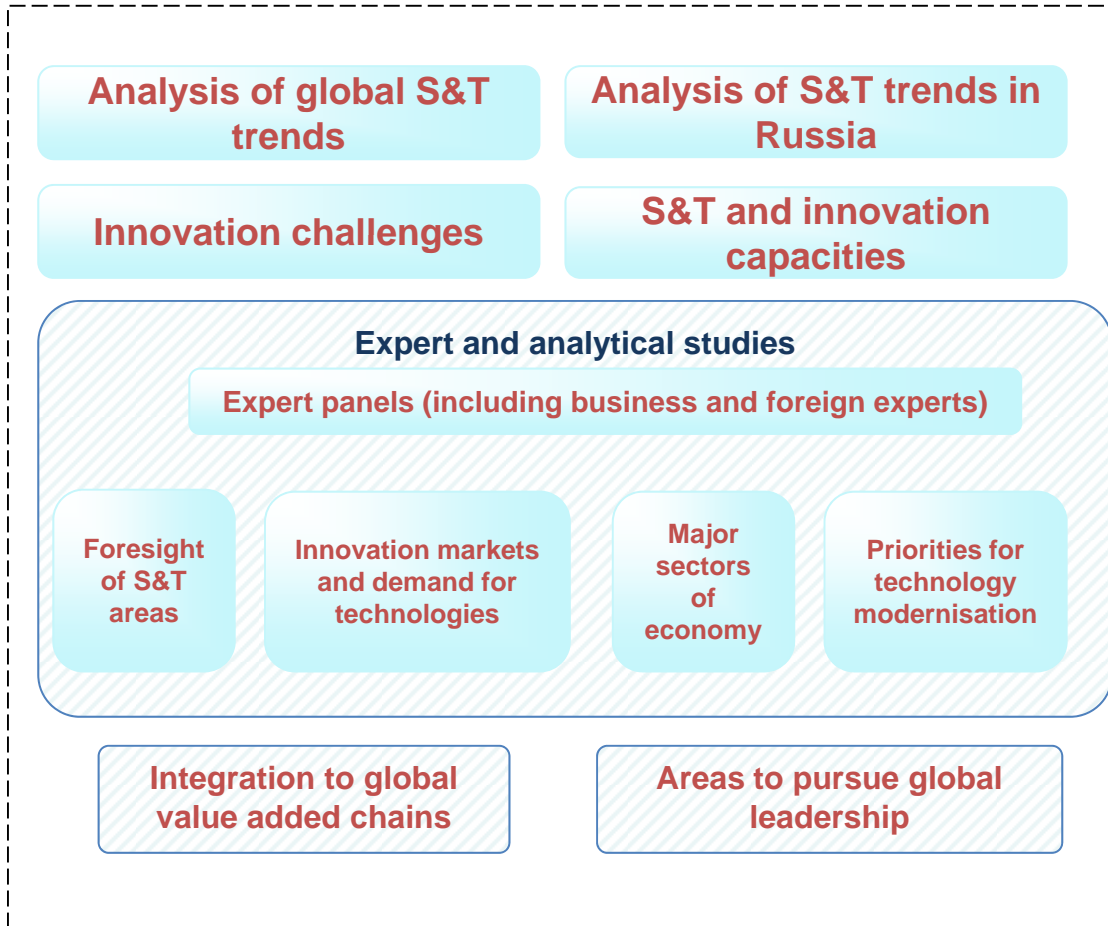 Analysis of global S&T
trends
Analysis of S&T trends in
Russia
Innovation challenges
S&T and innovation
capacities
Expert and analytical studies
Expert panels (including business and foreign experts)
Foresight
of S&T
areas
Innovation markets
and demand for
technologies
Major
sectors
of
economy
Priorities for
technology
modernisation
Integration to global
value added chains
Areas to pursue global
leadership